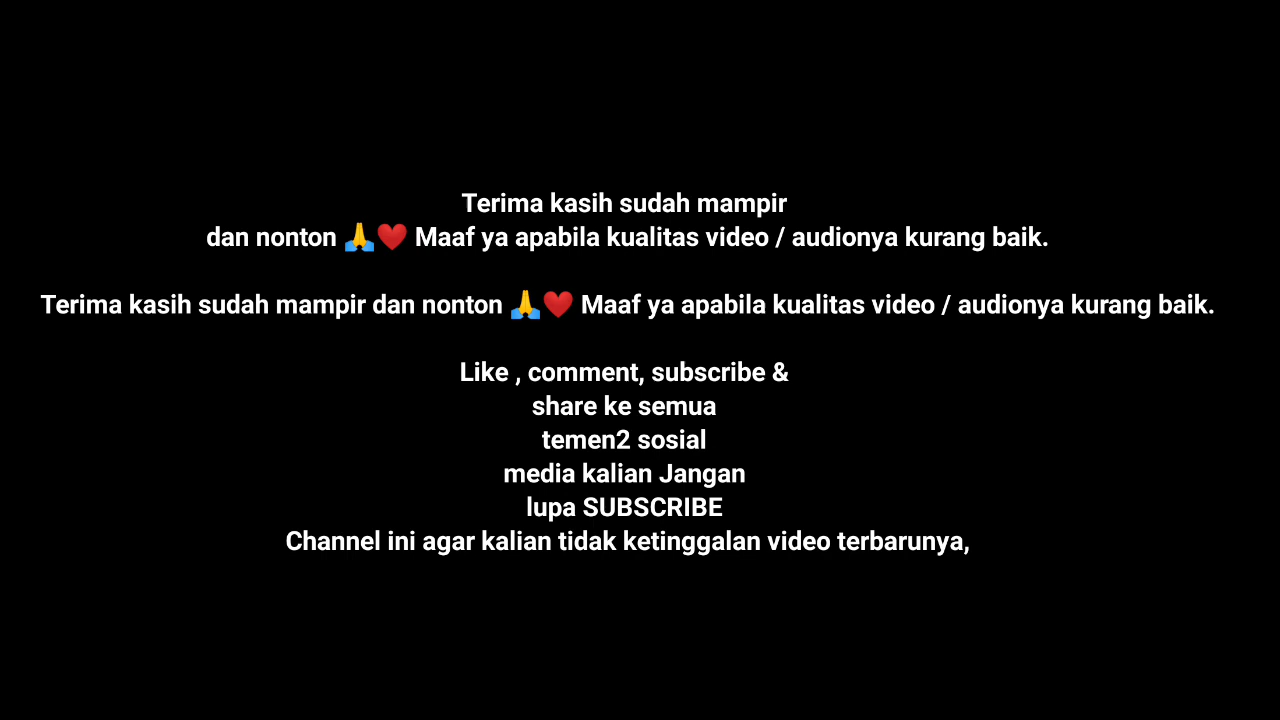 Terima kasih sudah mampir
dan nonton 🙏❤️ Maaf ya apabila kualitas video / audionya kurang baik.
Terima kasih sudah mampir dan nonton 🙏❤️ Maaf ya apabila kualitas video / audionya kurang baik.
Like , comment, subscribe &
share ke semua
temen2 sosial
media kalian Jangan
lupa SUBSCRIBE
Channel ini agar kalian tidak ketinggalan video terbarunya,